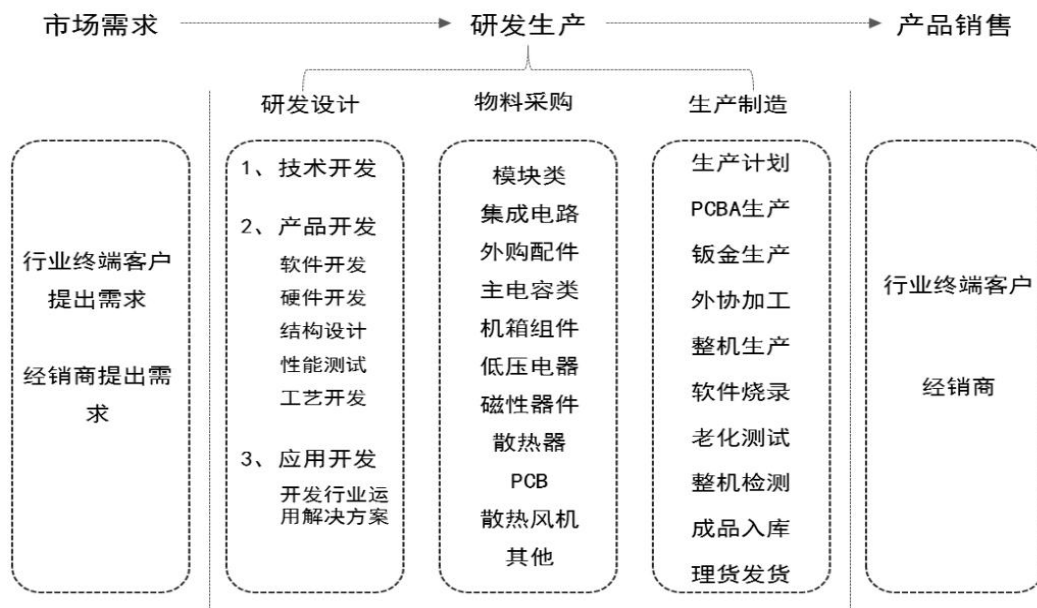 市场需求
研发生产
产品销售
研发设计
物料采购
生产制造
行业终端客户
提出需求
经销商提出需
求
1、技术开发
2、产品开发
软件开发
硬件开发
结构设计
性能测试
工艺开发
3、应用开发
开发行业运
用解决方案
模块类
集成电路
外购配件
主电容类
机箱组件
低压电器
磁性器件
散热器
PCB
散热风机
其他
生产计划
PCBA生产
钣金生产
外协加工
整机生产
软件烧录
老化测试
整机检测
成品入库
理货发货
行业终端客户
经销商